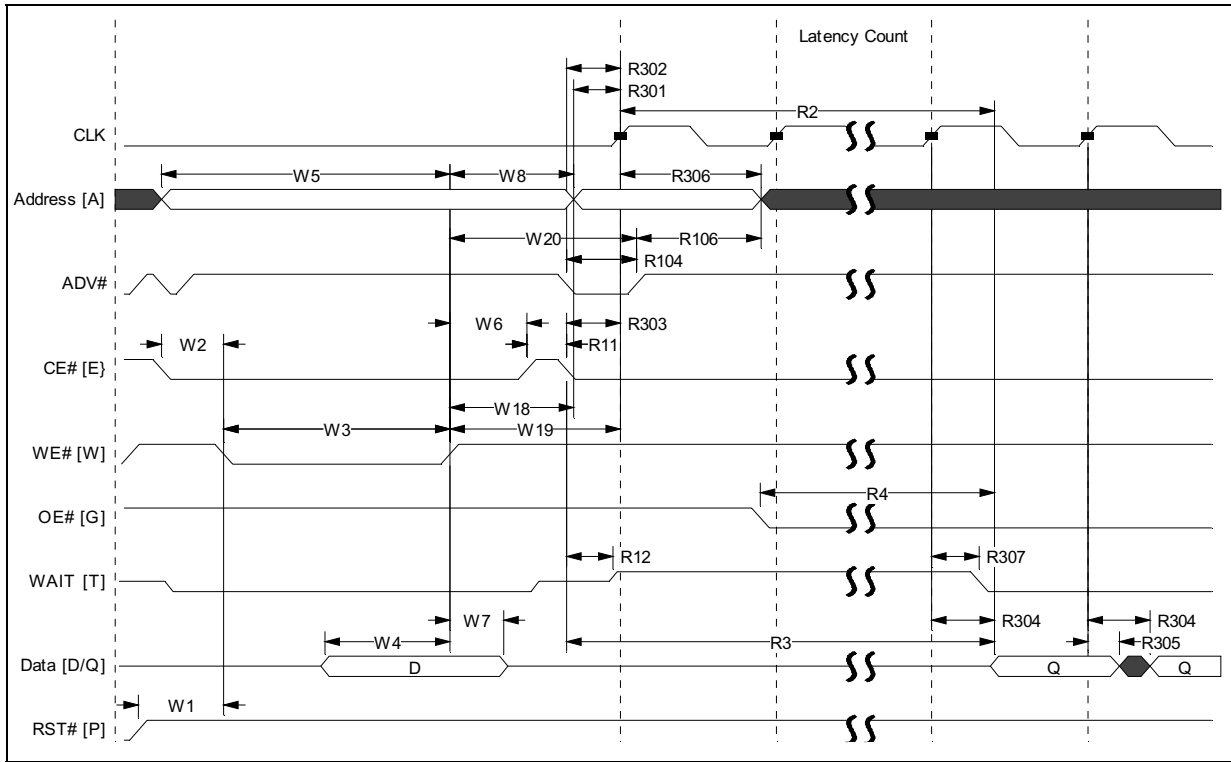 Latency Count
R302
R301
R2
CLK
W5
W8
R306
Address [A]
W20
R106
R104
ADV#
W6
R303
W2
R11
CE# [E}
W18
W3
W19
WE# [W]
R4
OE# [G]
R12
R307
WAIT [T]
W7
R304
R304
W4
R3
R305
Data [D/Q]
D
Q
Q
W1
RST# [P]